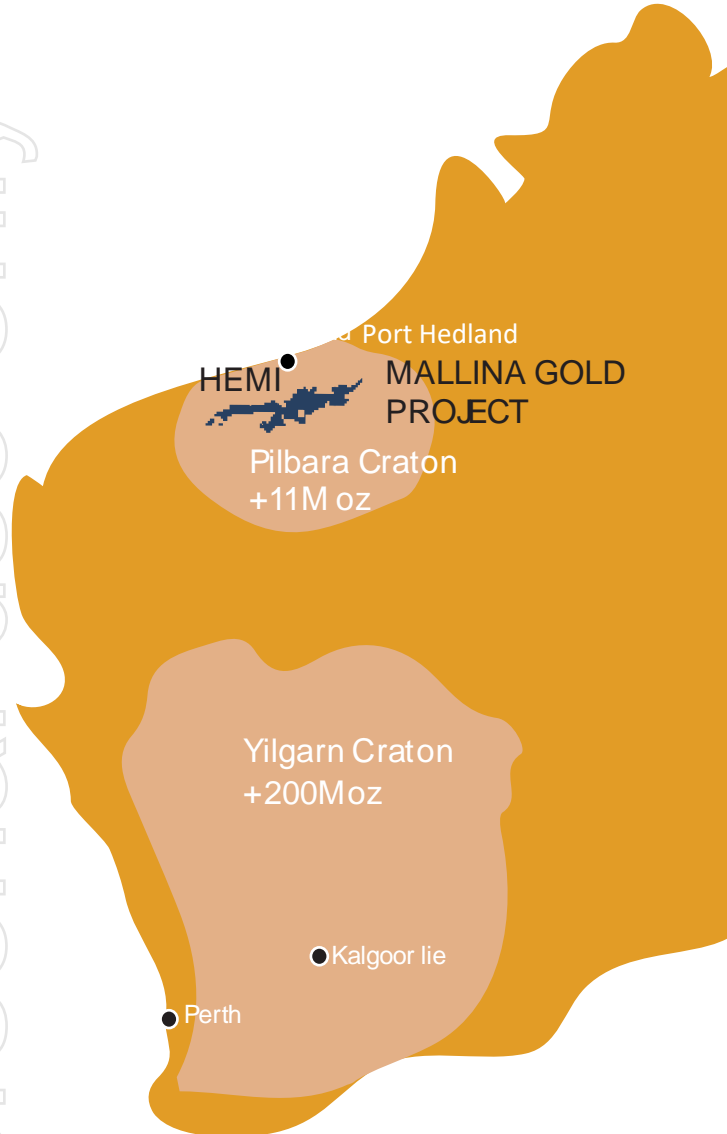 Port Hedland
HEMI
MALLINA GOLD
PROJECT
Pilbara Craton
+11M oz
Yilgarn Craton
+200Moz
Kalgoor lie
Perth